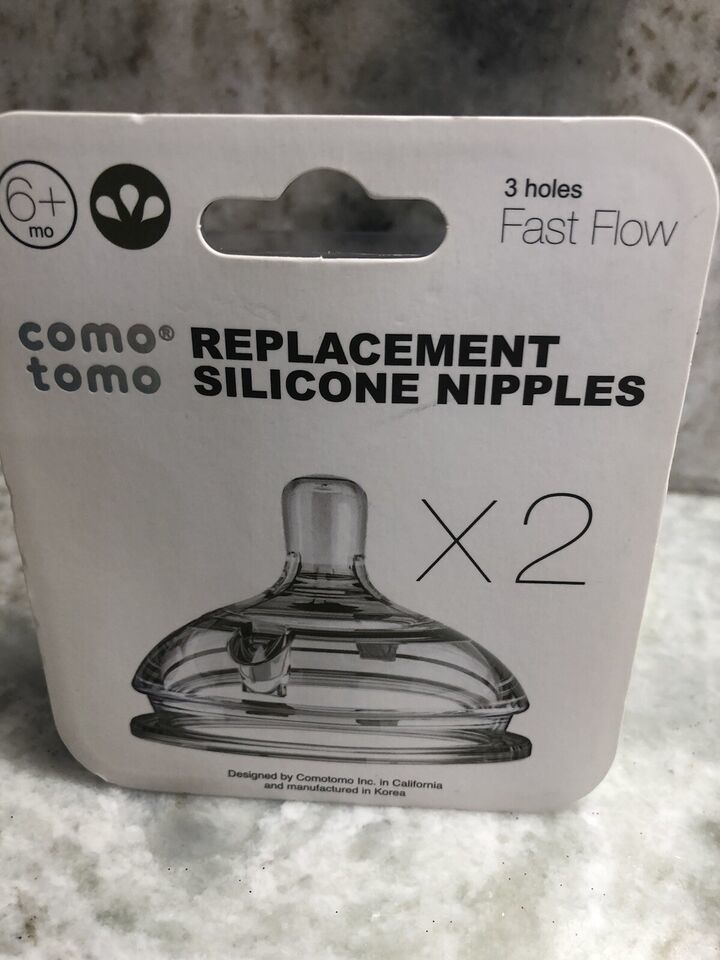 6+
mo
3 holes
Fast Flow
como®
tomo
REPLACEMENT
SILICONE NIPPLES
X2
Designed by Comotomo Inc. in California
and manufactured in Korea